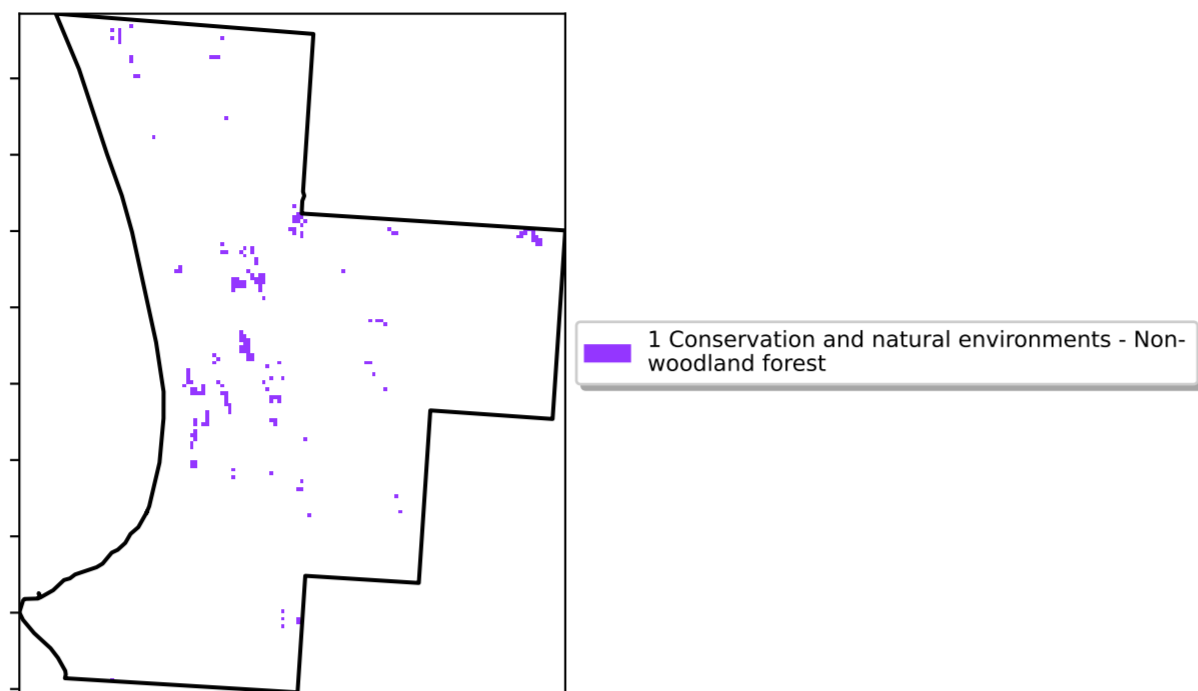 1 Conservation and natural environments - Non-
woodland forest